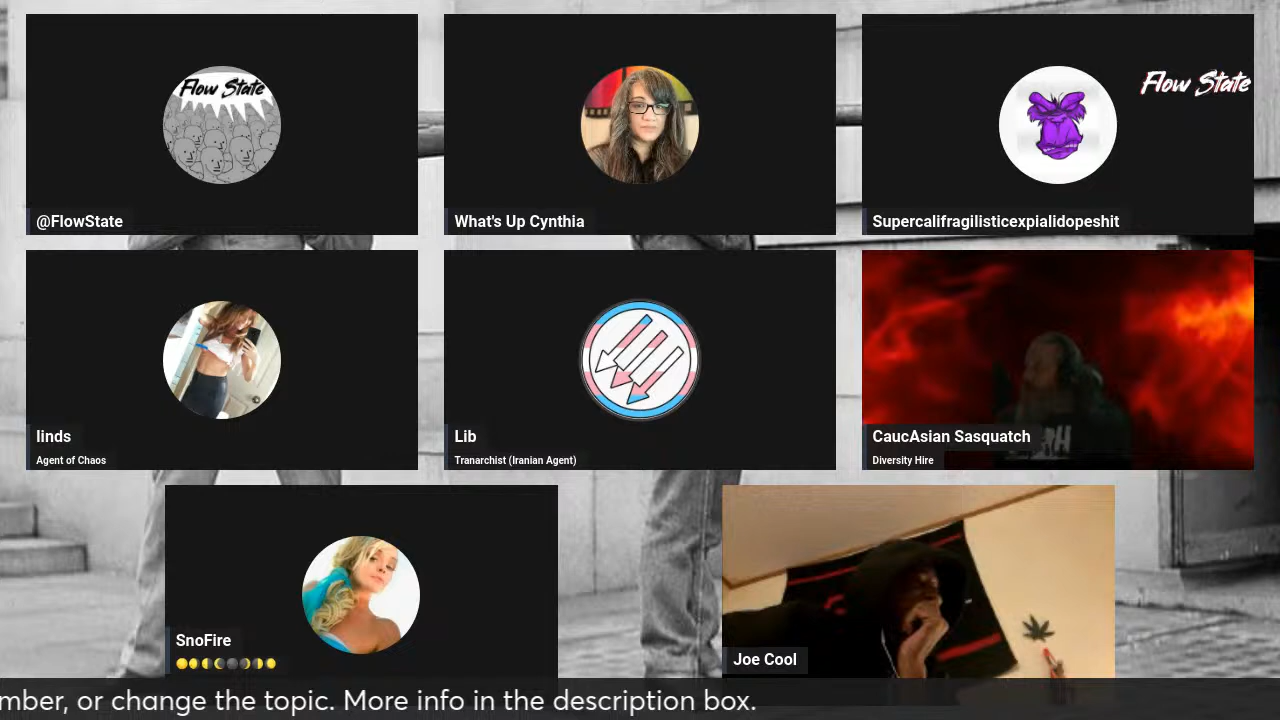 Flow State
Flow State
@FlowState
What's Up Cynthia
Supercalifragilisticexpialidopeshit
linds
Agent of Chaos
Lib
Tranarchist (Iranian Agent)
CaucAsian Sasquatch
Diversity Hire
SnoFire
Joe Cool
mber, or change the topic. More info in the description box.